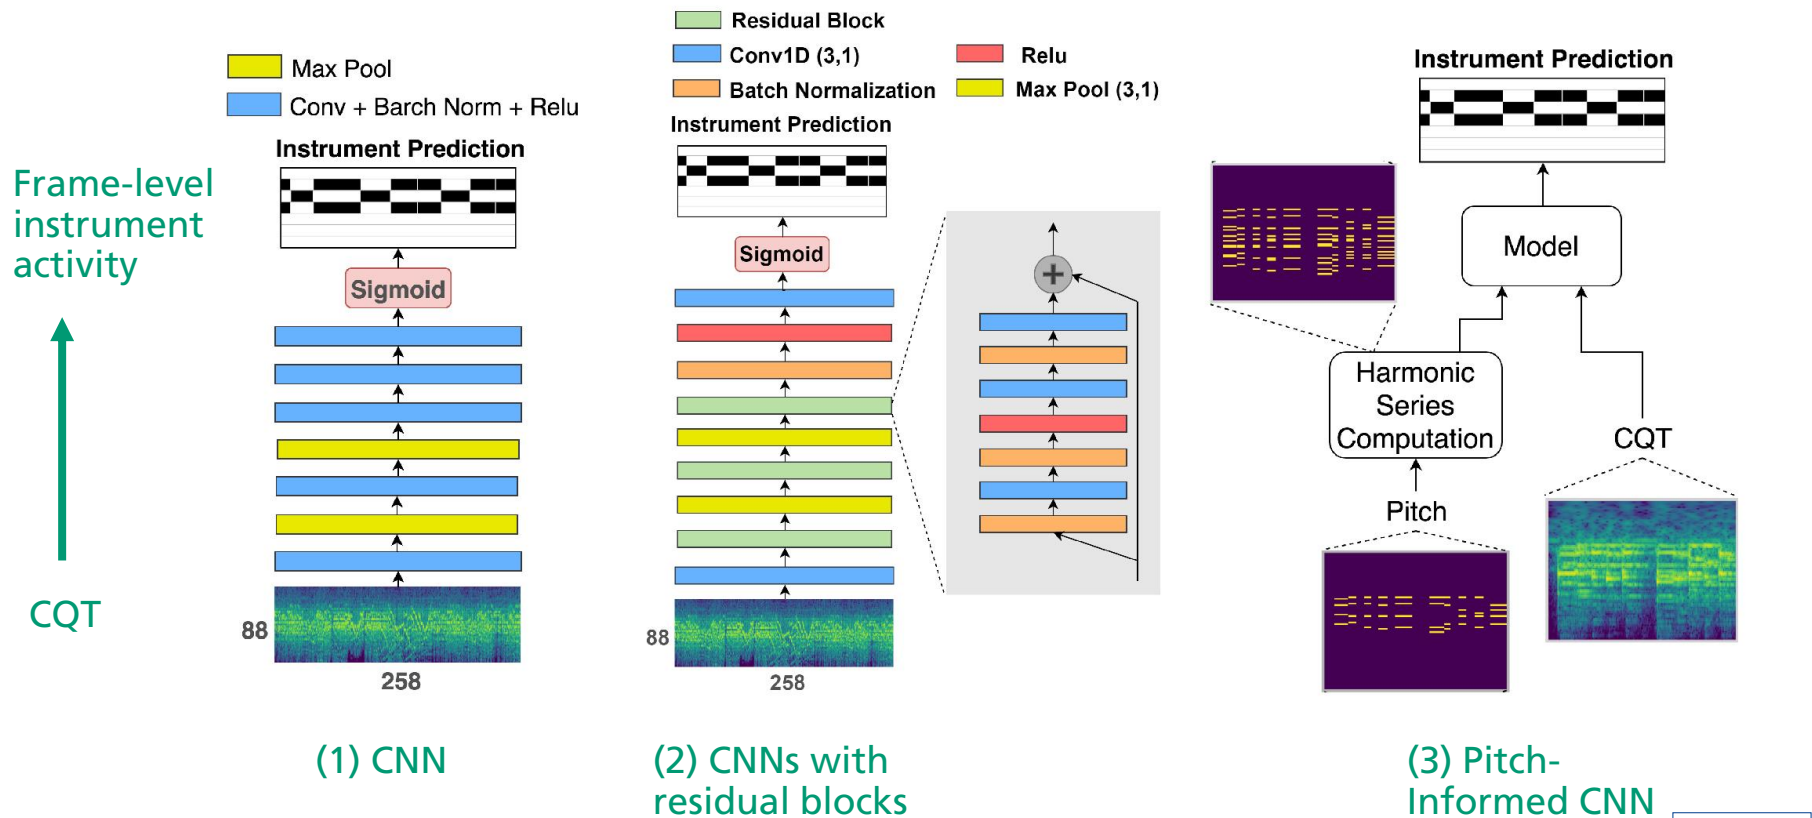 Residual Block
Conv1D (3,1)
Relu
Batch Normalization
Max Pool (3,1)
Max Pool
Conv + Barch Norm + Relu
Instrument Prediction
Instrument Prediction
Instrument Prediction
Frame-level
instrument
activity
Sigmoid
Sigmoid
Model
Harmonic
Series
Computation
CQT
Pitch
CQT
88
258
88
258
(1) CNN
(2) CNNs with
residual blocks
(3) Pitch-
Informed CNN